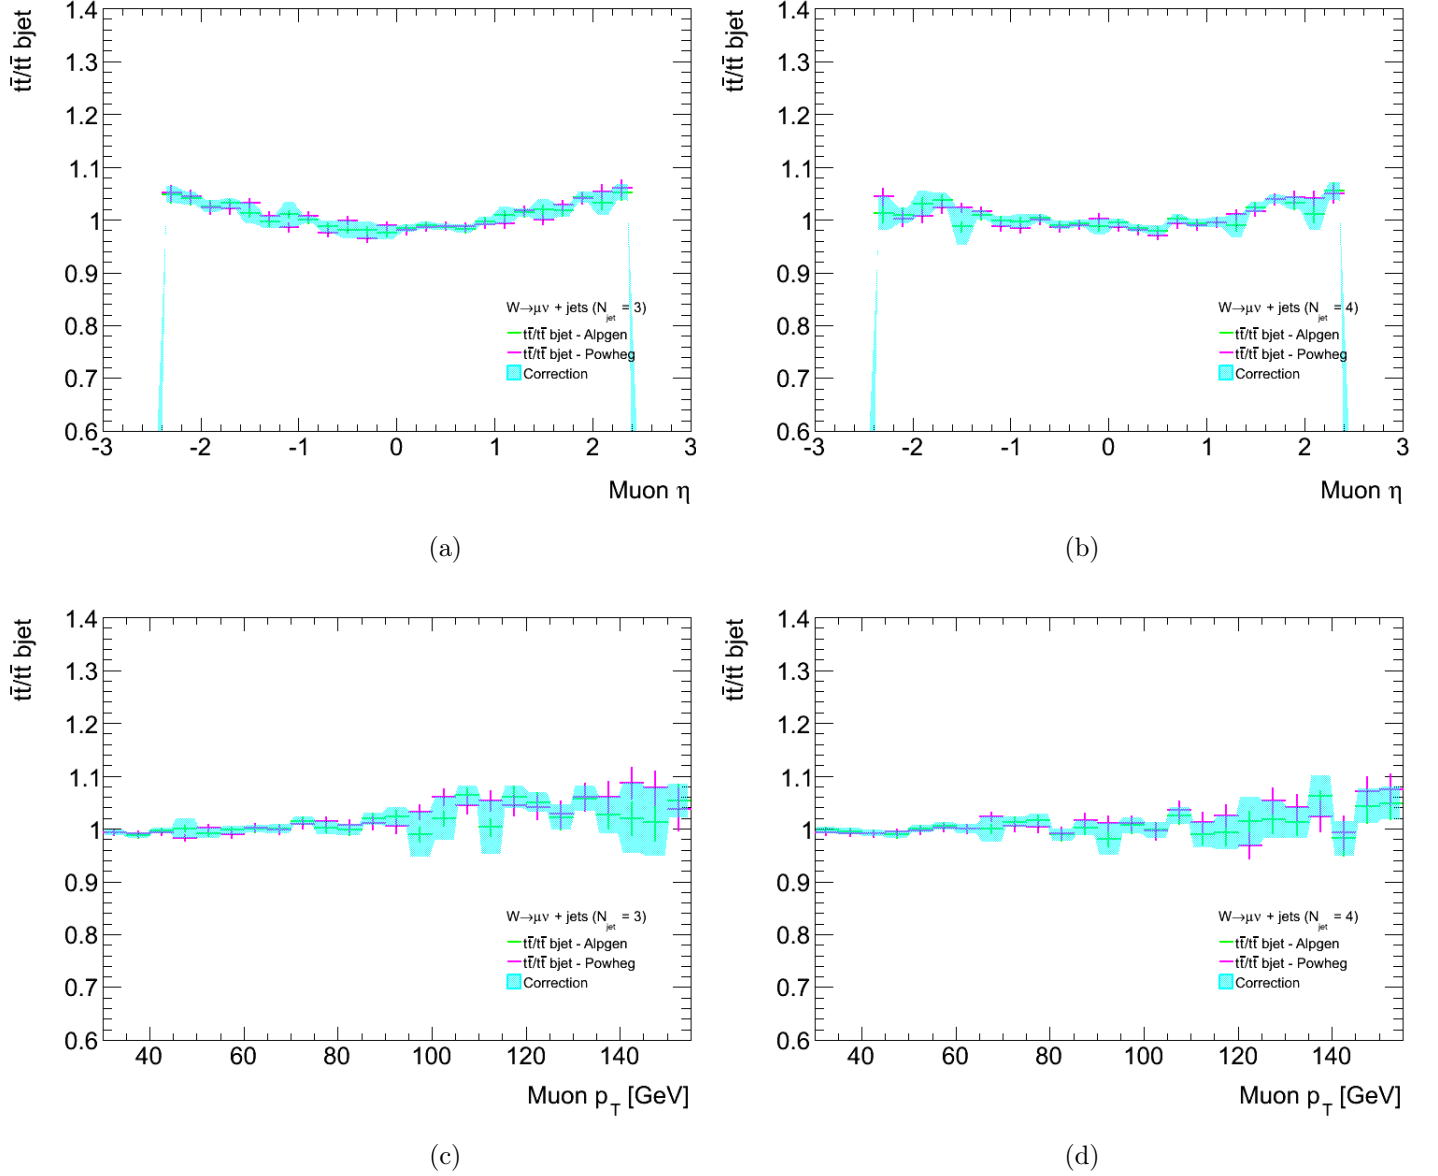 tt̄/tt̄ bjet
1.4
1.3
1.2
1.1
1
0.9
0.8
0.7
0.6
-3 -2 -1 0 1 2 3
Muon η
W→μν + jets (N_jet = 3)
tt̄/tt̄ bjet - Alpgen
tt̄/tt̄ bjet - Powheg
Correction
(a)
tt̄/tt̄ bjet
1.4
1.3
1.2
1.1
1
0.9
0.8
0.7
0.6
-3 -2 -1 0 1 2 3
Muon η
W→μν + jets (N_jet = 4)
tt̄/tt̄ bjet - Alpgen
tt̄/tt̄ bjet - Powheg
Correction
(b)
tt̄/tt̄ bjet
1.4
1.3
1.2
1.1
1
0.9
0.8
0.7
0.6
40 60 80 100 120 140
Muon p_T [GeV]
W→μν + jets (N_jet = 3)
tt̄/tt̄ bjet - Alpgen
tt̄/tt̄ bjet - Powheg
Correction
(c)
tt̄/tt̄ bjet
1.4
1.3
1.2
1.1
1
0.9
0.8
0.7
0.6
40 60 80 100 120 140
Muon p_T [GeV]
W→μν + jets (N_jet = 4)
tt̄/tt̄ bjet - Alpgen
tt̄/tt̄ bjet - Powheg
Correction
(d)